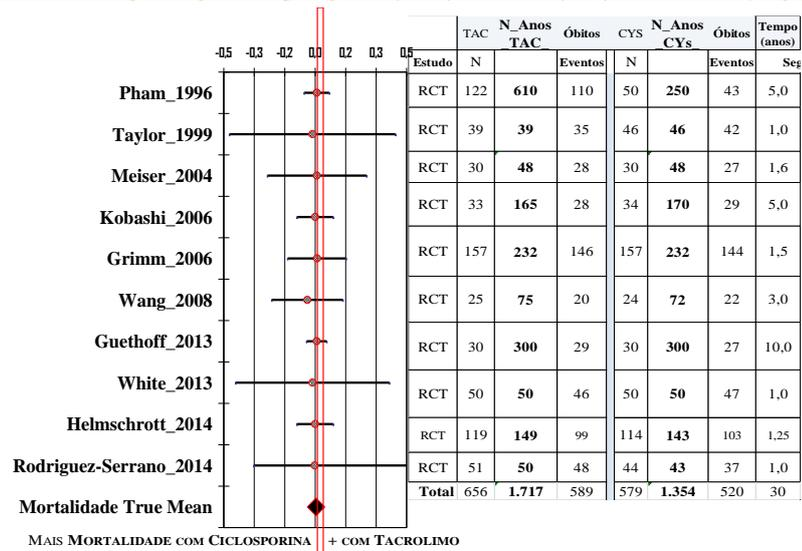 TAC N_Anos _TAC_ Óbitos CYS N_Anos _CYs_ Óbitos Tempo (anos)
-0,5 -0,3 -0,2 0,0 0,2 0,3 0,5
Estudo N Eventos N Eventos Seg
Pham_1996 RCT 122 610 110 50 250 43 5,0
Taylor_1999 RCT 39 39 35 46 46 42 1,0
Meiser_2004 RCT 30 48 28 30 48 27 1,6
Kobashi_2006 RCT 33 165 28 34 170 29 5,0
Grimm_2006 RCT 157 232 146 157 232 144 1,5
Wang_2008 RCT 25 75 20 24 72 22 3,0
Guethoff_2013 RCT 30 300 29 30 300 27 10,0
White_2013 RCT 50 50 46 50 50 47 1,0
Helmschrott_2014 RCT 119 149 99 114 143 103 1,25
Rodriguez-Serrano_2014 RCT 51 50 48 44 43 37 1,0
Total 656 1.717 589 579 1.354 520 30
Mortalidade True Mean
MAIS MORTALIDADE COM CICLOSPORINA + COM TACROLIMO